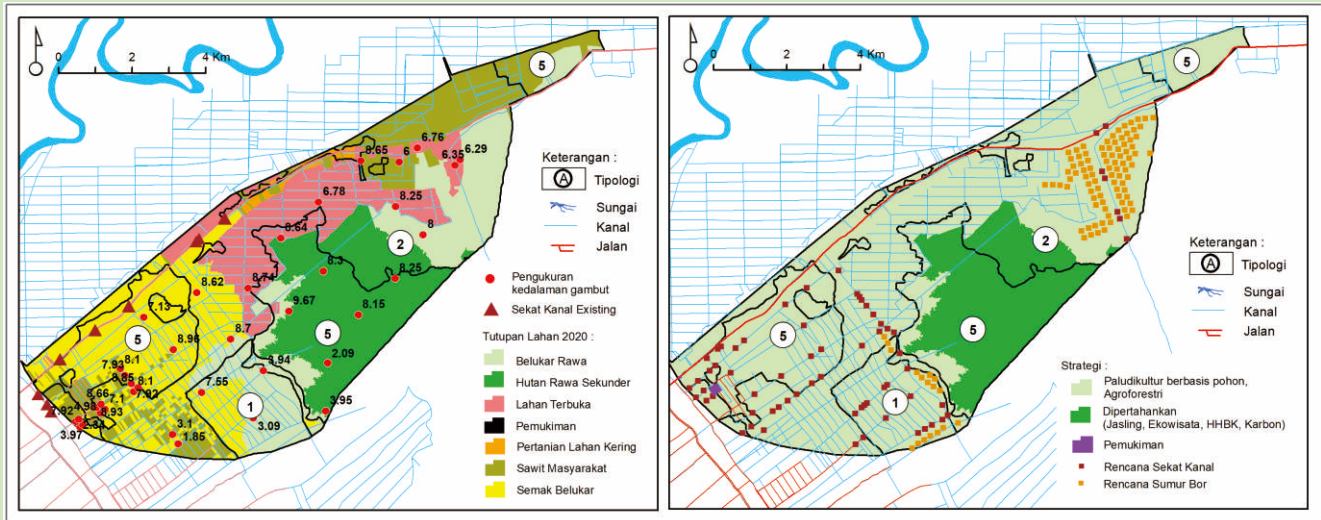 0 4 Km
5
6.76
8.65
6
6.35
6.29
6.78
8.25
8.64
8
2
8.3
8.25
8.62
8.74
9.67
8.15
7.13
5
8.7
5
8.96
3.94
2.09
7.93
8.1
8.85
8.1
7.92
7.55
8.66
7.1
1
3.95
7.92
4.98
8.93
3.09
2.34
3.1
3.97
1.85
Keterangan :
A Tipologi
Sungai
Kanal
Jalan
Pengukuran
kedalaman gambut
Sekat Kanal Existing
Tutupan Lahan 2020 :
Belukar Rawa
Hutan Rawa Sekunder
Lahan Terbuka
Pemukiman
Pertanian Lahan Kering
Sawit Masyarakat
Semak Belukar
0 4 Km
5
2
5
5
1
Keterangan :
A Tipologi
Sungai
Kanal
Jalan
Strategi :
Paludikultur berbasis pohon,
Agroforestri
Dipertahankan
(Jasling, Ekowisata, HHBK, Karbon)
Pemukiman
Rencana Sekat Kanal
Rencana Sumur Bor